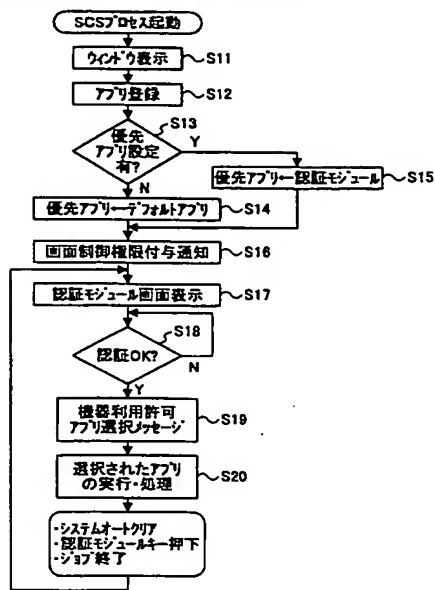 SCSプロセス起動
ウィンドウ表示
S11
アプリ登録
S12
S13
優先
アプリ設定
有?
Y
N
優先アプリ←認証モジュール
S15
優先アプリ←デフォルトアプリ
S14
画面制御権限付与通知
S16
認証モジュール画面表示
S17
S18
認証OK?
N
Y
機器利用許可
アプリ選択メッセージ
S19
選択されたアプリ
の実行・処理
S20
・システムオートクリア
・認証モジュールキー押下
・ジョブ終了